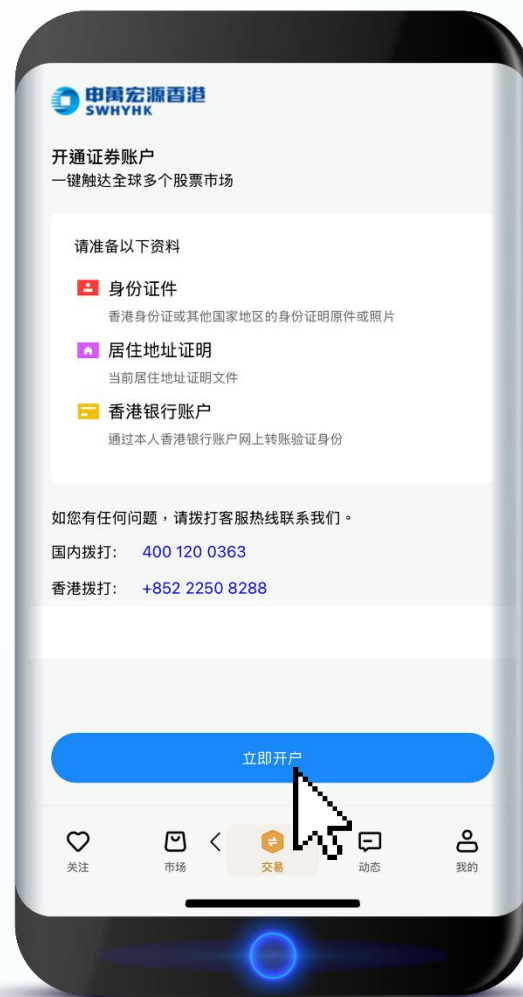 申萬宏源香港
SWHYHK
开通证券账户
一键触达全球多个股票市场
请准备以下资料
身份证件
香港身份证或其他国家地区的身份证明原件或照片
居住地址证明
当前居住地址证明文件
香港银行账户
通过本人香港银行账户网上转账验证身份
如您有任何问题，请拨打客服热线联系我们。
国内拨打： 400 120 0363
香港拨打： +852 2250 8288
立即开户
关注 市场 交易 动态 我的